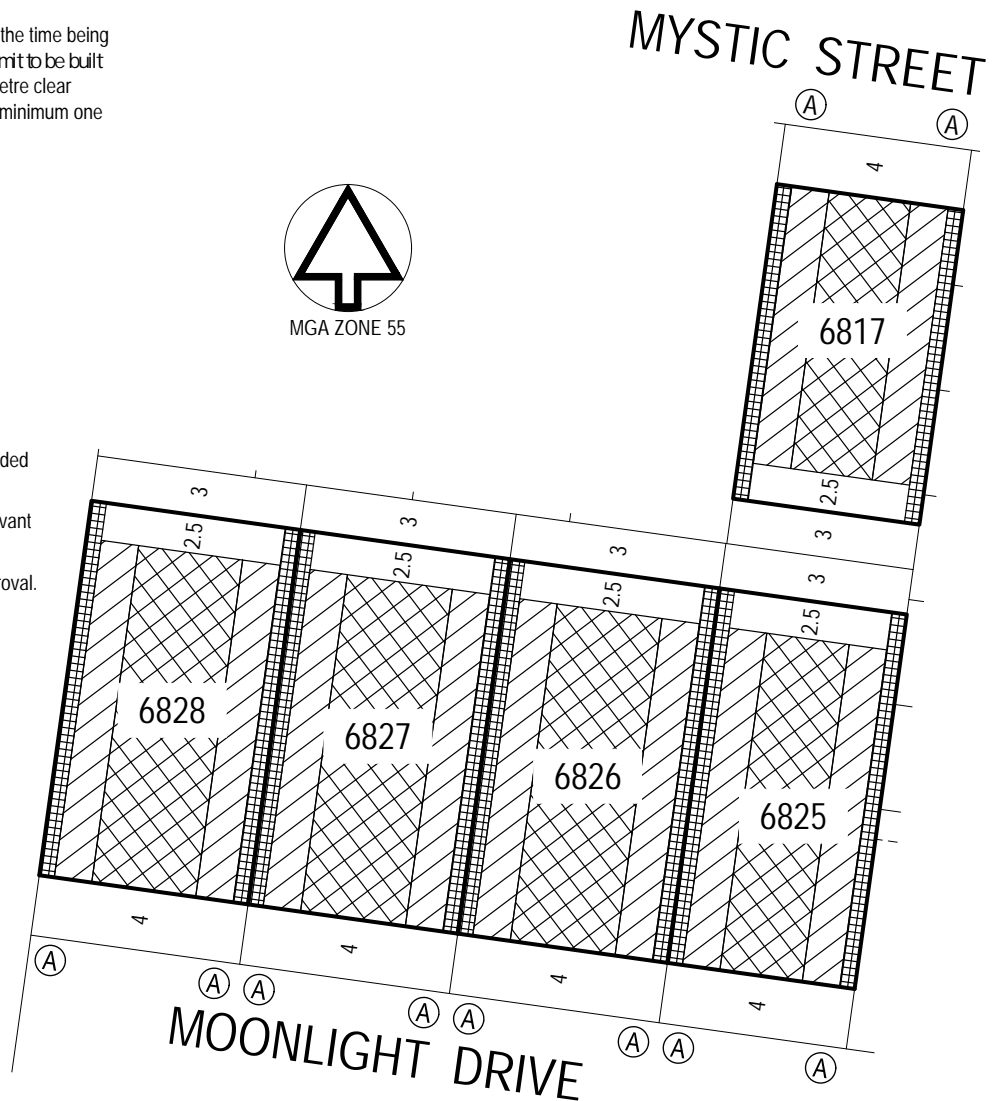 the time being
mit to be built
etre clear
minimum one
MYSTIC STREET
A A
4
6817
2.5
3
MGA ZONE 55
ded
vant
roval.
3 3 3 3
2.5 2.5 2.5 2.5
6828 6827 6826 6825
4 4 4 4
A A A A A A A A
MOONLIGHT DRIVE